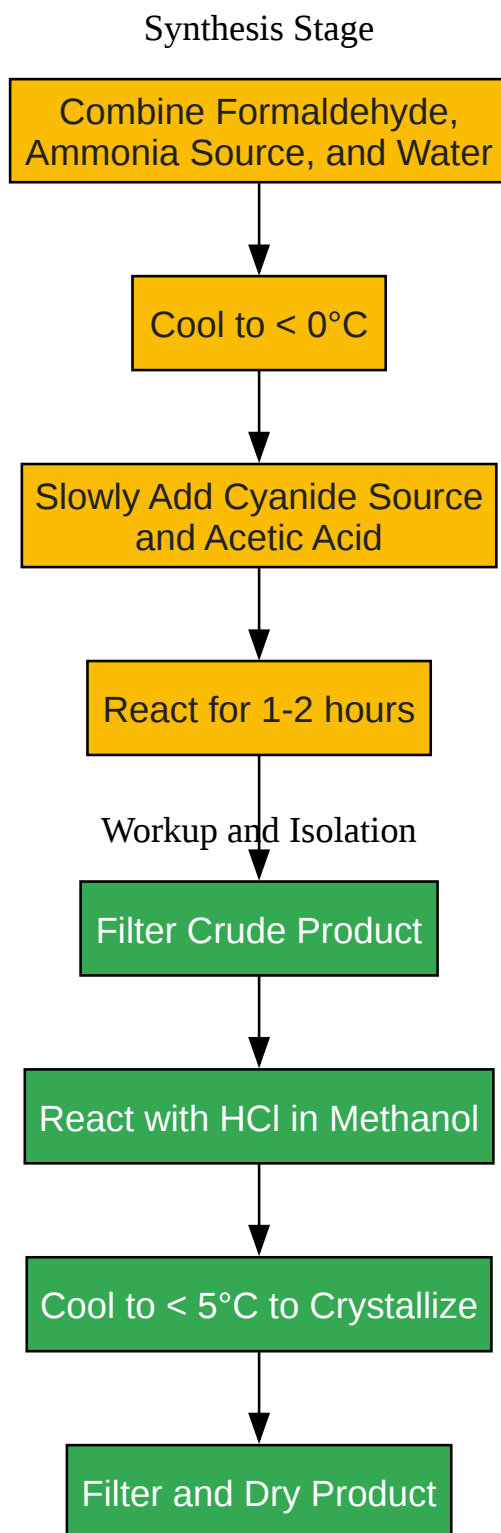 Synthesis Stage
Combine Formaldehyde,
Ammonia Source, and Water
Cool to < 0°C
Slowly Add Cyanide Source
and Acetic Acid
React for 1-2 hours
Workup and Isolation
Filter Crude Product
React with HCl in Methanol
Cool to < 5°C to Crystallize
Filter and Dry Product